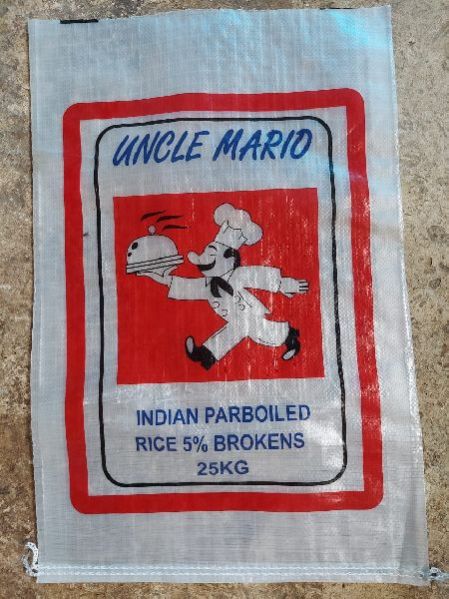 UNCLE MARIO
INDIAN PARBOILED
RICE 5% BROKENS
25KG